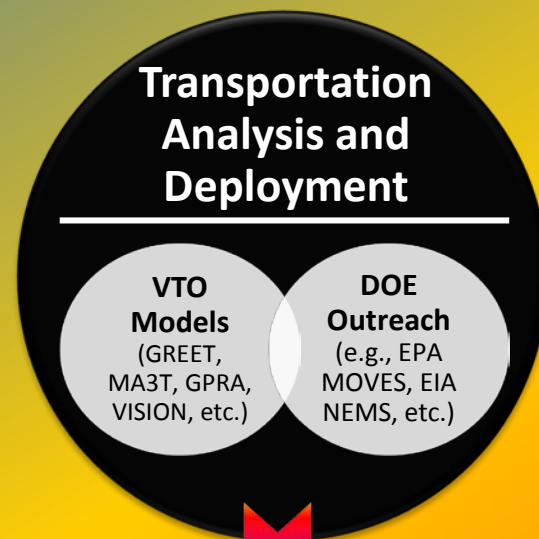 Transportation
Analysis and
Deployment
VTO
Models
(GREET,
MA3T, GPRA,
VISION, etc.)
DOE
Outreach
(e.g., EPA
MOVES, EIA
NEMS, etc.)